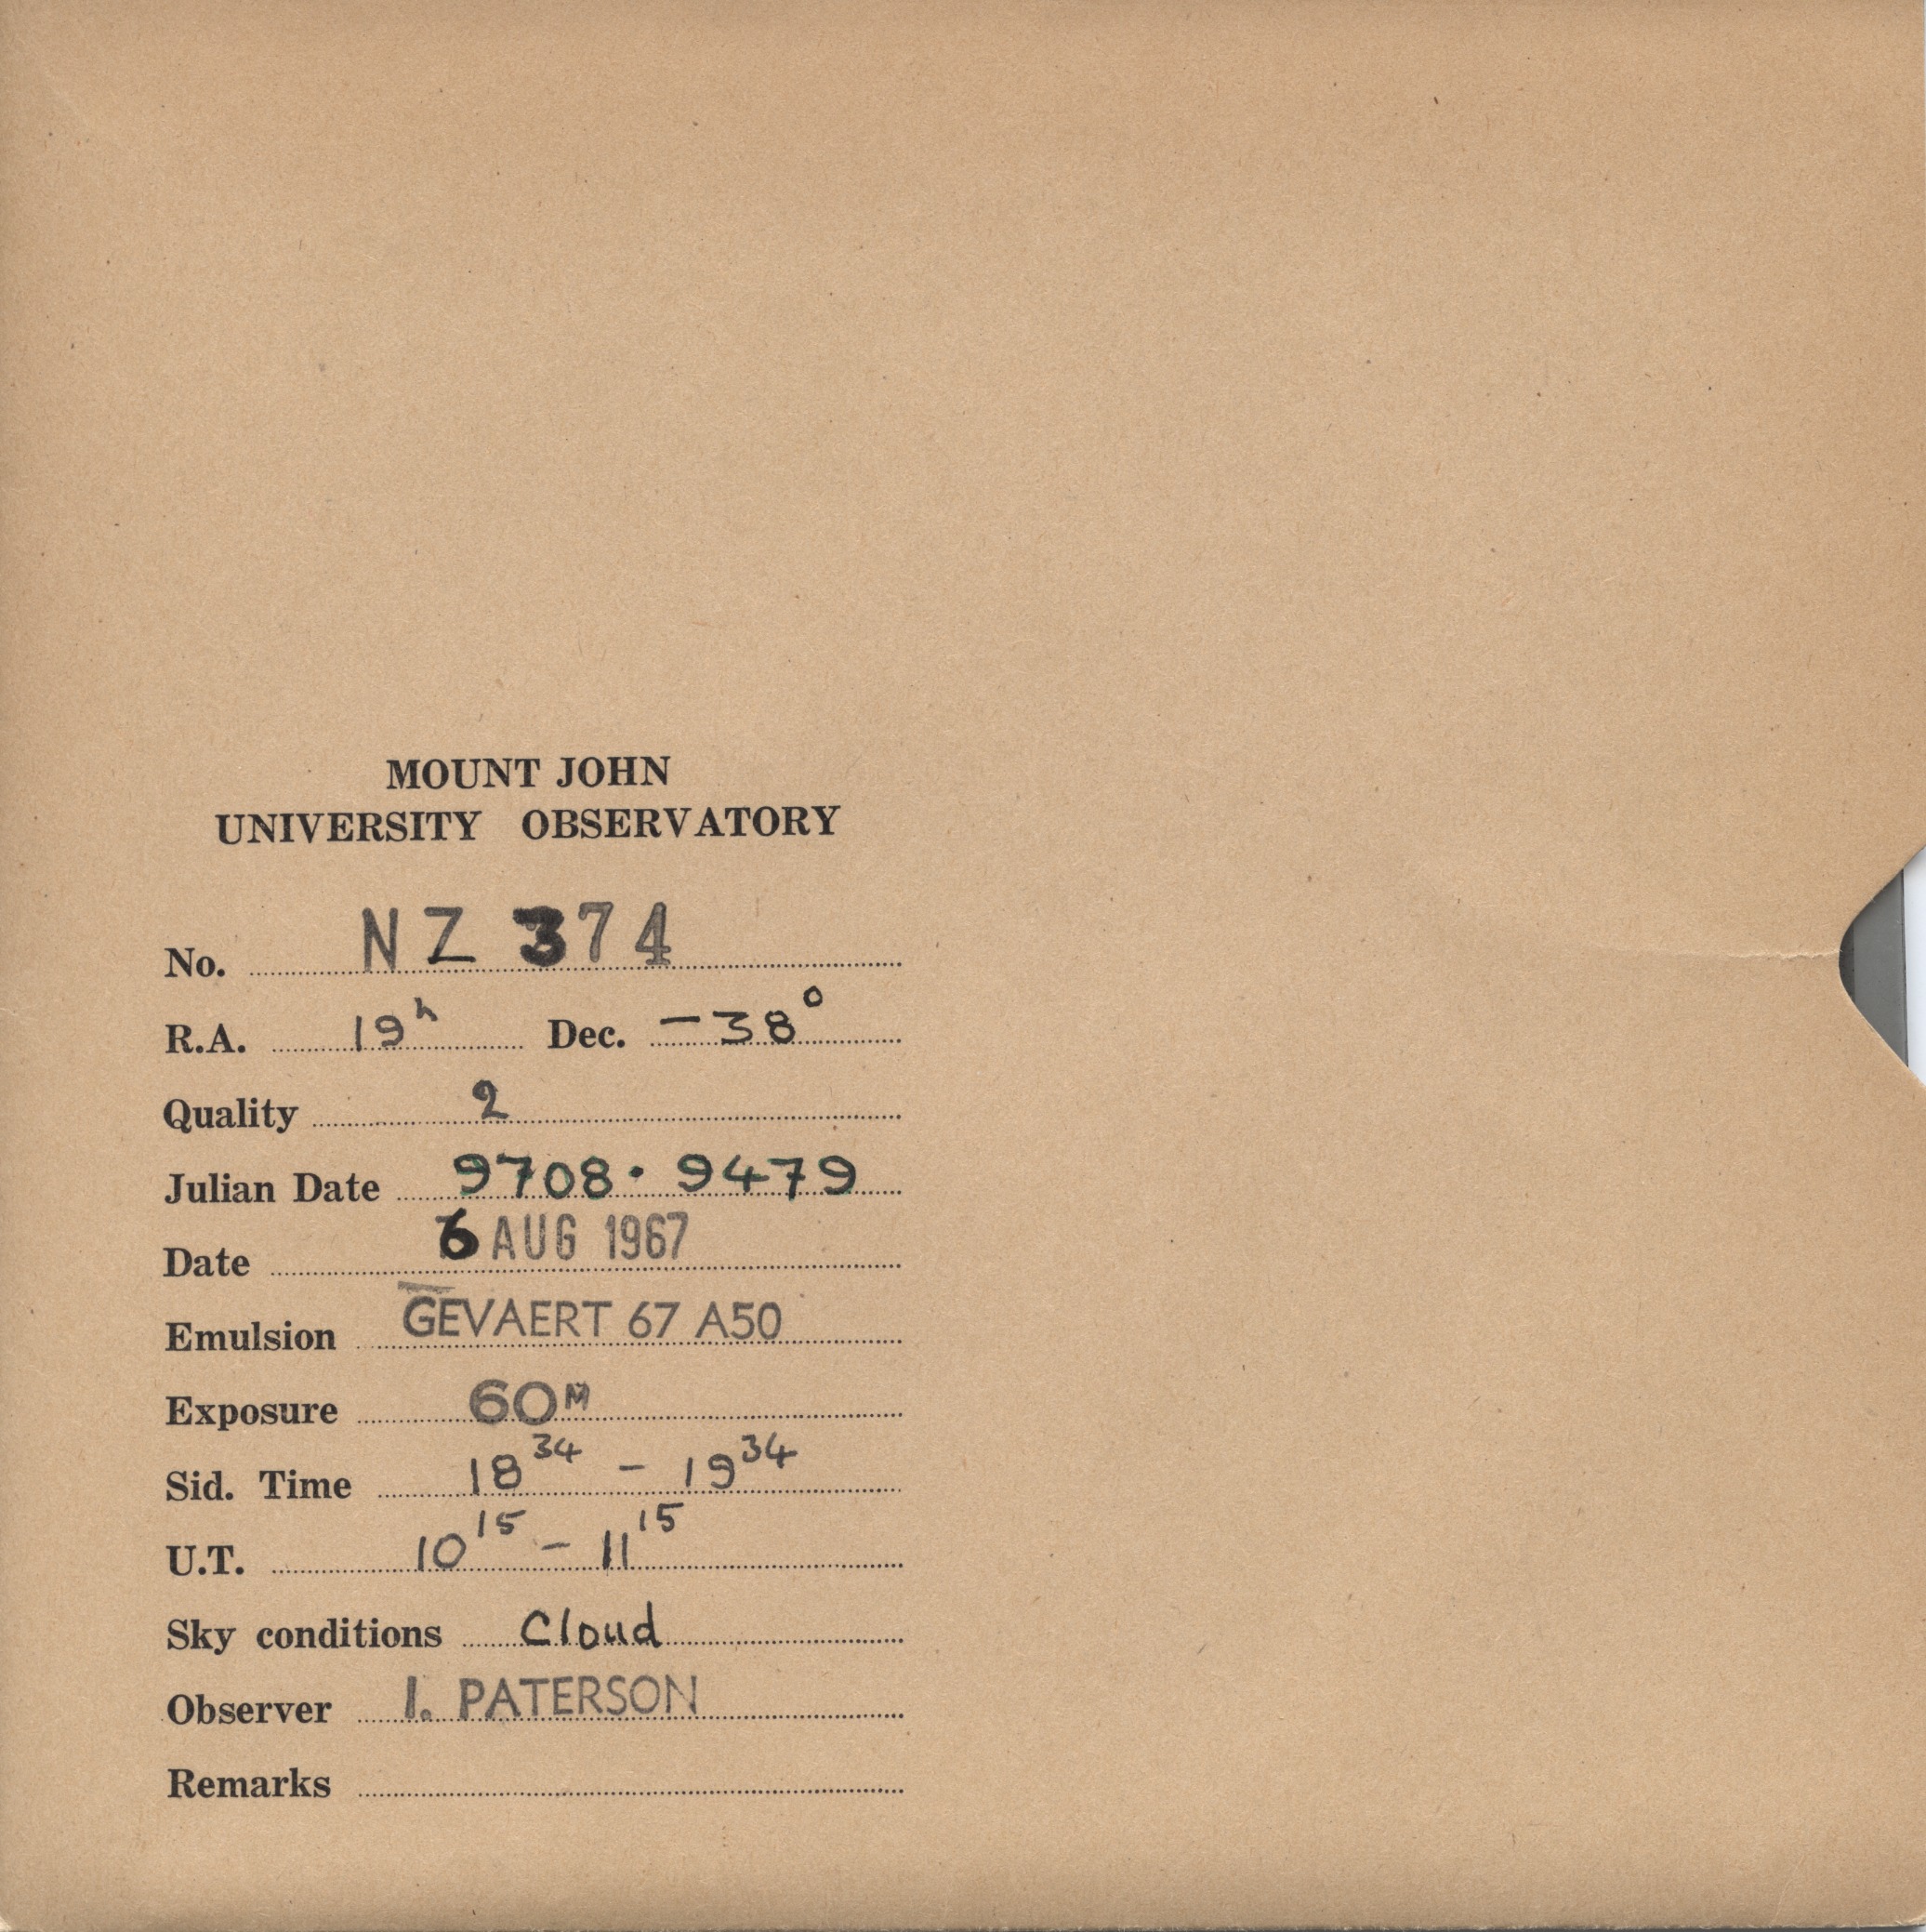 MOUNT JOHN
UNIVERSITY OBSERVATORY
No. NZ 374
R.A. 19h Dec. -38°
Quality 2
Julian Date 9708.9479
Date 6 AUG 1967
Emulsion GEVAERT 67 A50
Exposure 60M
Sid. Time 18 34 - 19 34
U.T. 10 15 - 11 15
Sky conditions Cloud
Observer I. PATERSON
Remarks